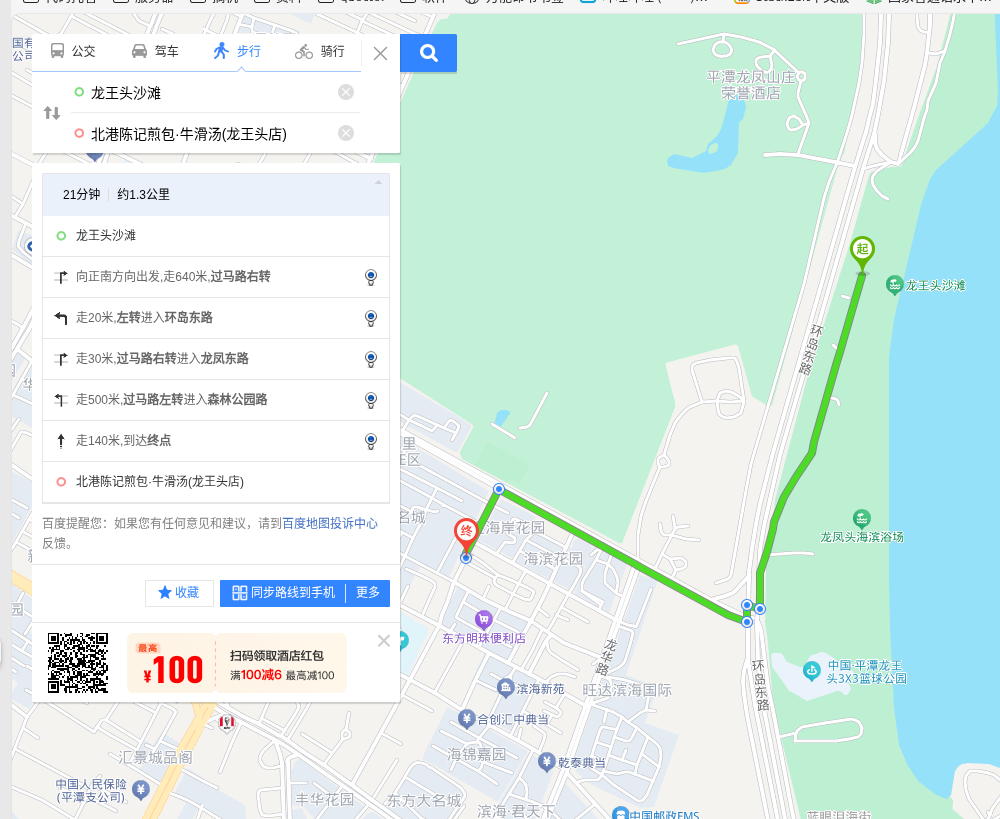 公交
驾车
步行
骑行
龙王头沙滩
北港陈记煎包·牛滑汤(龙王头店)
21分钟
约1.3公里
龙王头沙滩
向正南方向出发,走640米,过马路右转
走20米,左转进入环岛东路
走30米,过马路右转进入龙凤东路
走500米,过马路左转进入森林公园路
走140米,到达终点
北港陈记煎包·牛滑汤(龙王头店)
百度提醒您：如果您有任何意见和建议，请到百度地图投诉中心
反馈。
收藏
同步路线到手机
更多
最高
¥100
扫码领取酒店红包
满100减6 最高减100
平潭龙凤山庄
荣誉酒店
起
龙王头沙滩
环岛东路
龙凤头海滨浴场
海岸花园
终
海滨花园
东方明珠便利店
龙华路
中国·平潭龙王
头3X3篮球公园
环岛东路
滨海新苑
旺达滨海国际
合创汇中典当
海锦嘉园
乾泰典当
汇景城品阁
中国人民保险
(平潭支公司)
丰华花园
东方大名城
滨海·君天下
中国邮政EMS